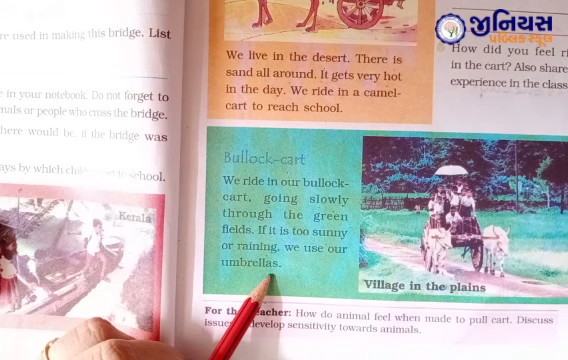 re used in making this bridge. List
e in your notebook. Do not forget to
mals or people who cross the bridge.
here would be, if the bridge was
ays by which to school.
Kerala
We live in the desert. There is
sand all around. It gets very hot
in the day. We ride in a camel-
cart to reach school.
જીનિયસ
પબ્લિક સ્કૂલ
How did you feel ri
in the cart? Also share
experience in the class
Bullock-cart
We ride in our bullock-
cart, going slowly
through the green
fields. If it is too sunny
or raining, we use our
umbrellas.
Village in the plains
For the Teacher: How do animal feel when made to pull cart. Discuss
issues develop sensitivity towards animals.